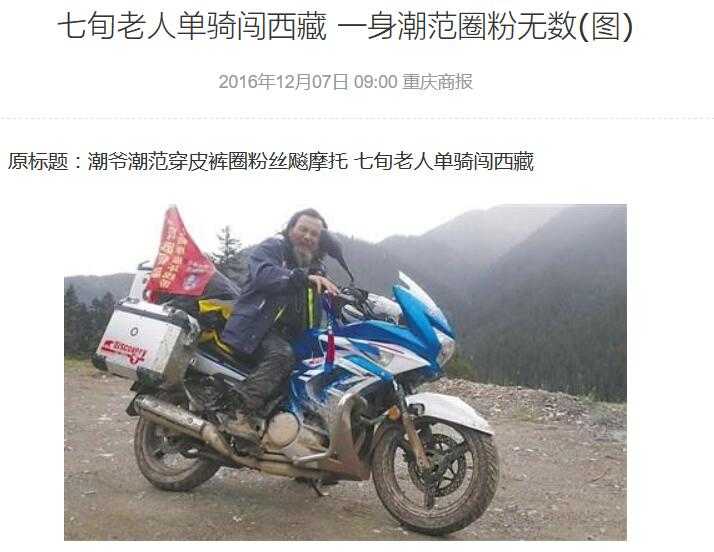 七旬老人单骑闯西藏 一身潮范圈粉无数(图)
2016年12月07日 09:00 重庆商报
原标题：潮爷潮范穿皮裤圈粉丝飚摩托 七旬老人单骑闯西藏
DISCOVERY